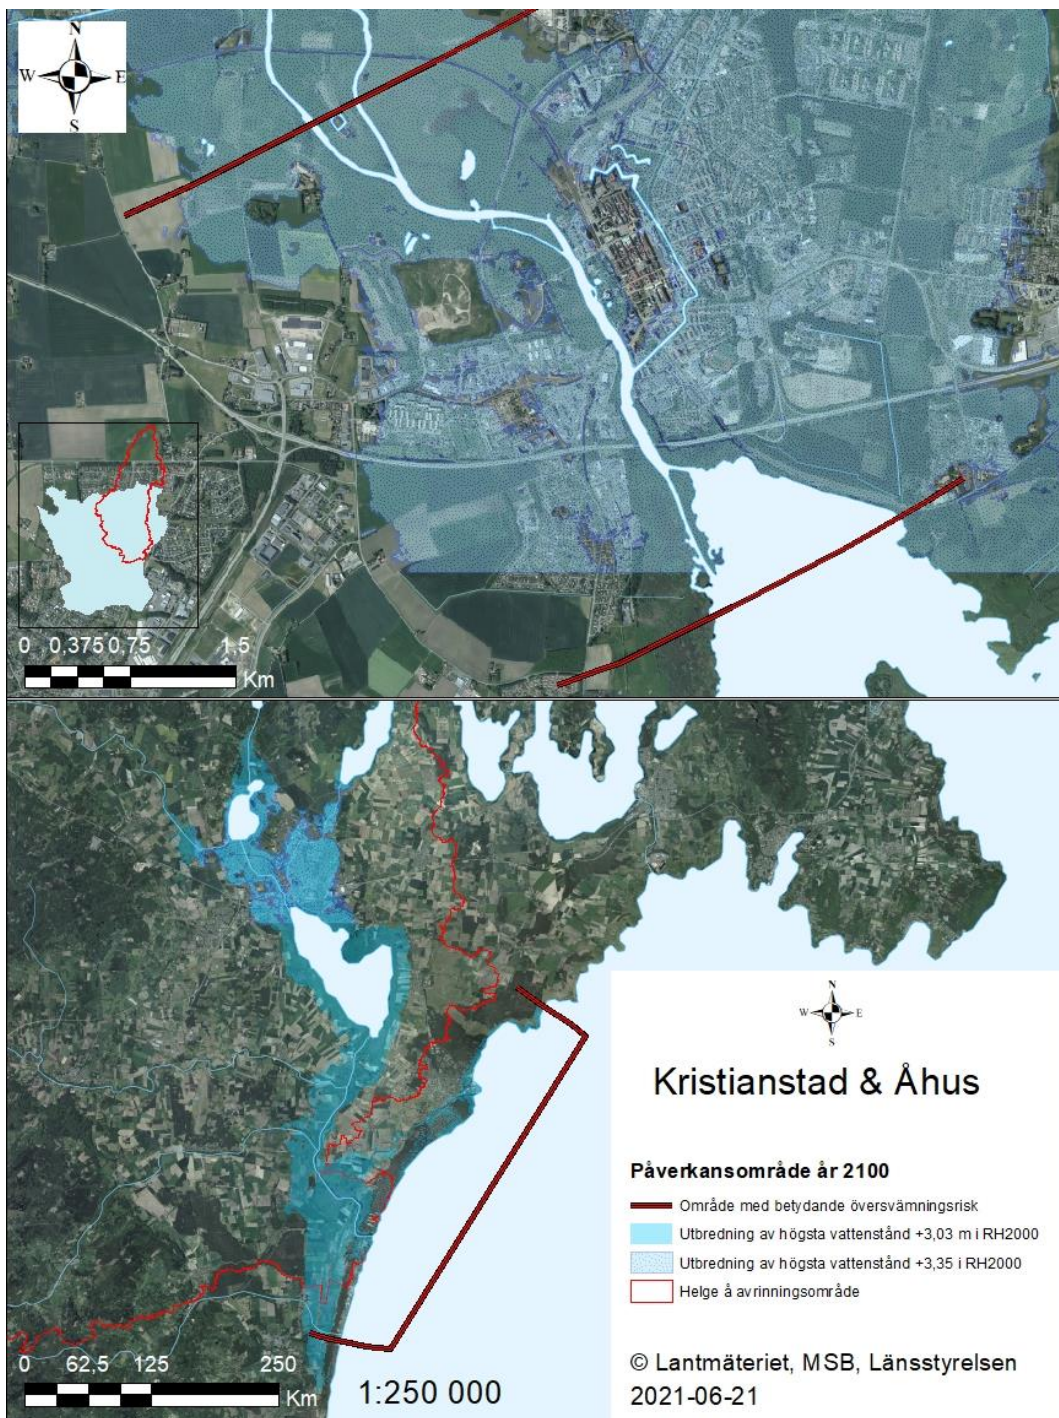 N
W E
S
0 0,375 0,75 1,5
Km
0 62,5 125 250
Km
1:250 000
N
W E
S
Kristianstad & Åhus
Påverkansområde år 2100
Område med betydande översvämningsrisk
Utbredning av högsta vattenstånd +3,03 m i RH2000
Utbredning av högsta vattenstånd +3,35 i RH2000
Helge å avrinningsområde
© Lantmäteriet, MSB, Länsstyrelsen
2021-06-21